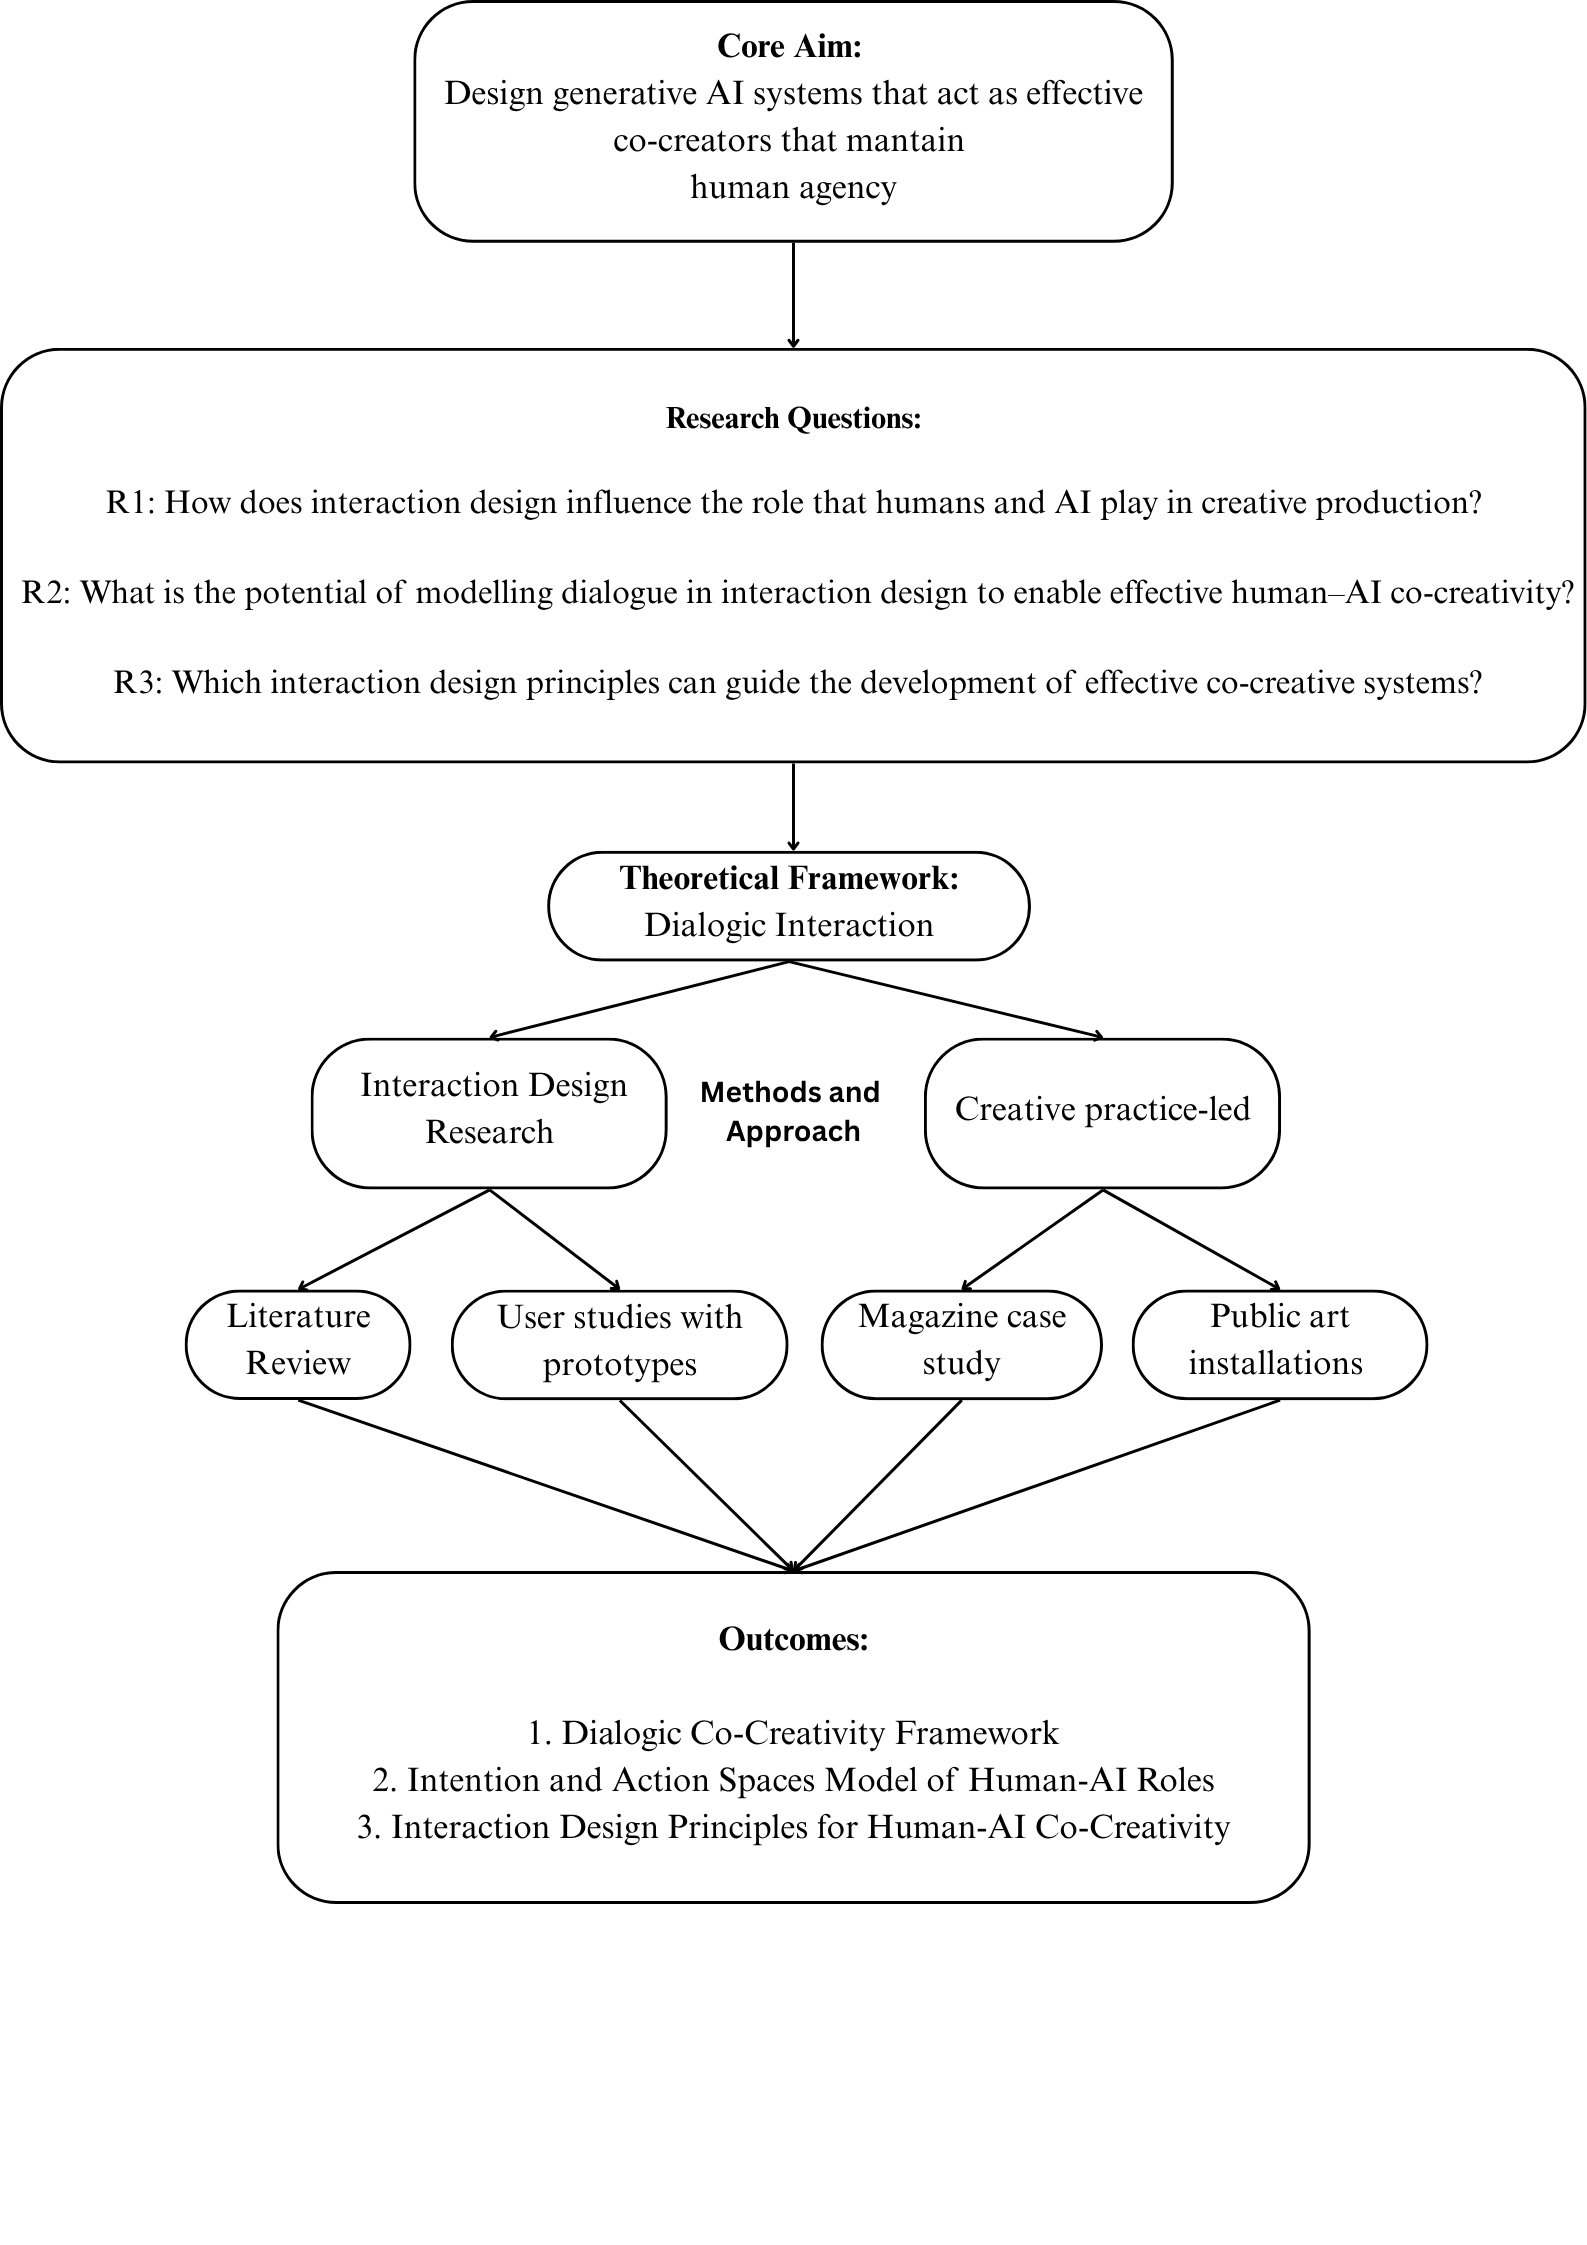 Core Aim:
Design generative AI systems that act as effective
co-creators that mantain
human agency
Research Questions:
R1: How does interaction design influence the role that humans and AI play in creative production?
R2: What is the potential of modelling dialogue in interaction design to enable effective human–AI co-creativity?
R3: Which interaction design principles can guide the development of effective co-creative systems?
Theoretical Framework:
Dialogic Interaction
Interaction Design
Research
Methods and
Approach
Creative practice-led
Literature
Review
User studies with
prototypes
Magazine case
study
Public art
installations
Outcomes:
1. Dialogic Co-Creativity Framework
2. Intention and Action Spaces Model of Human-AI Roles
3. Interaction Design Principles for Human-AI Co-Creativity